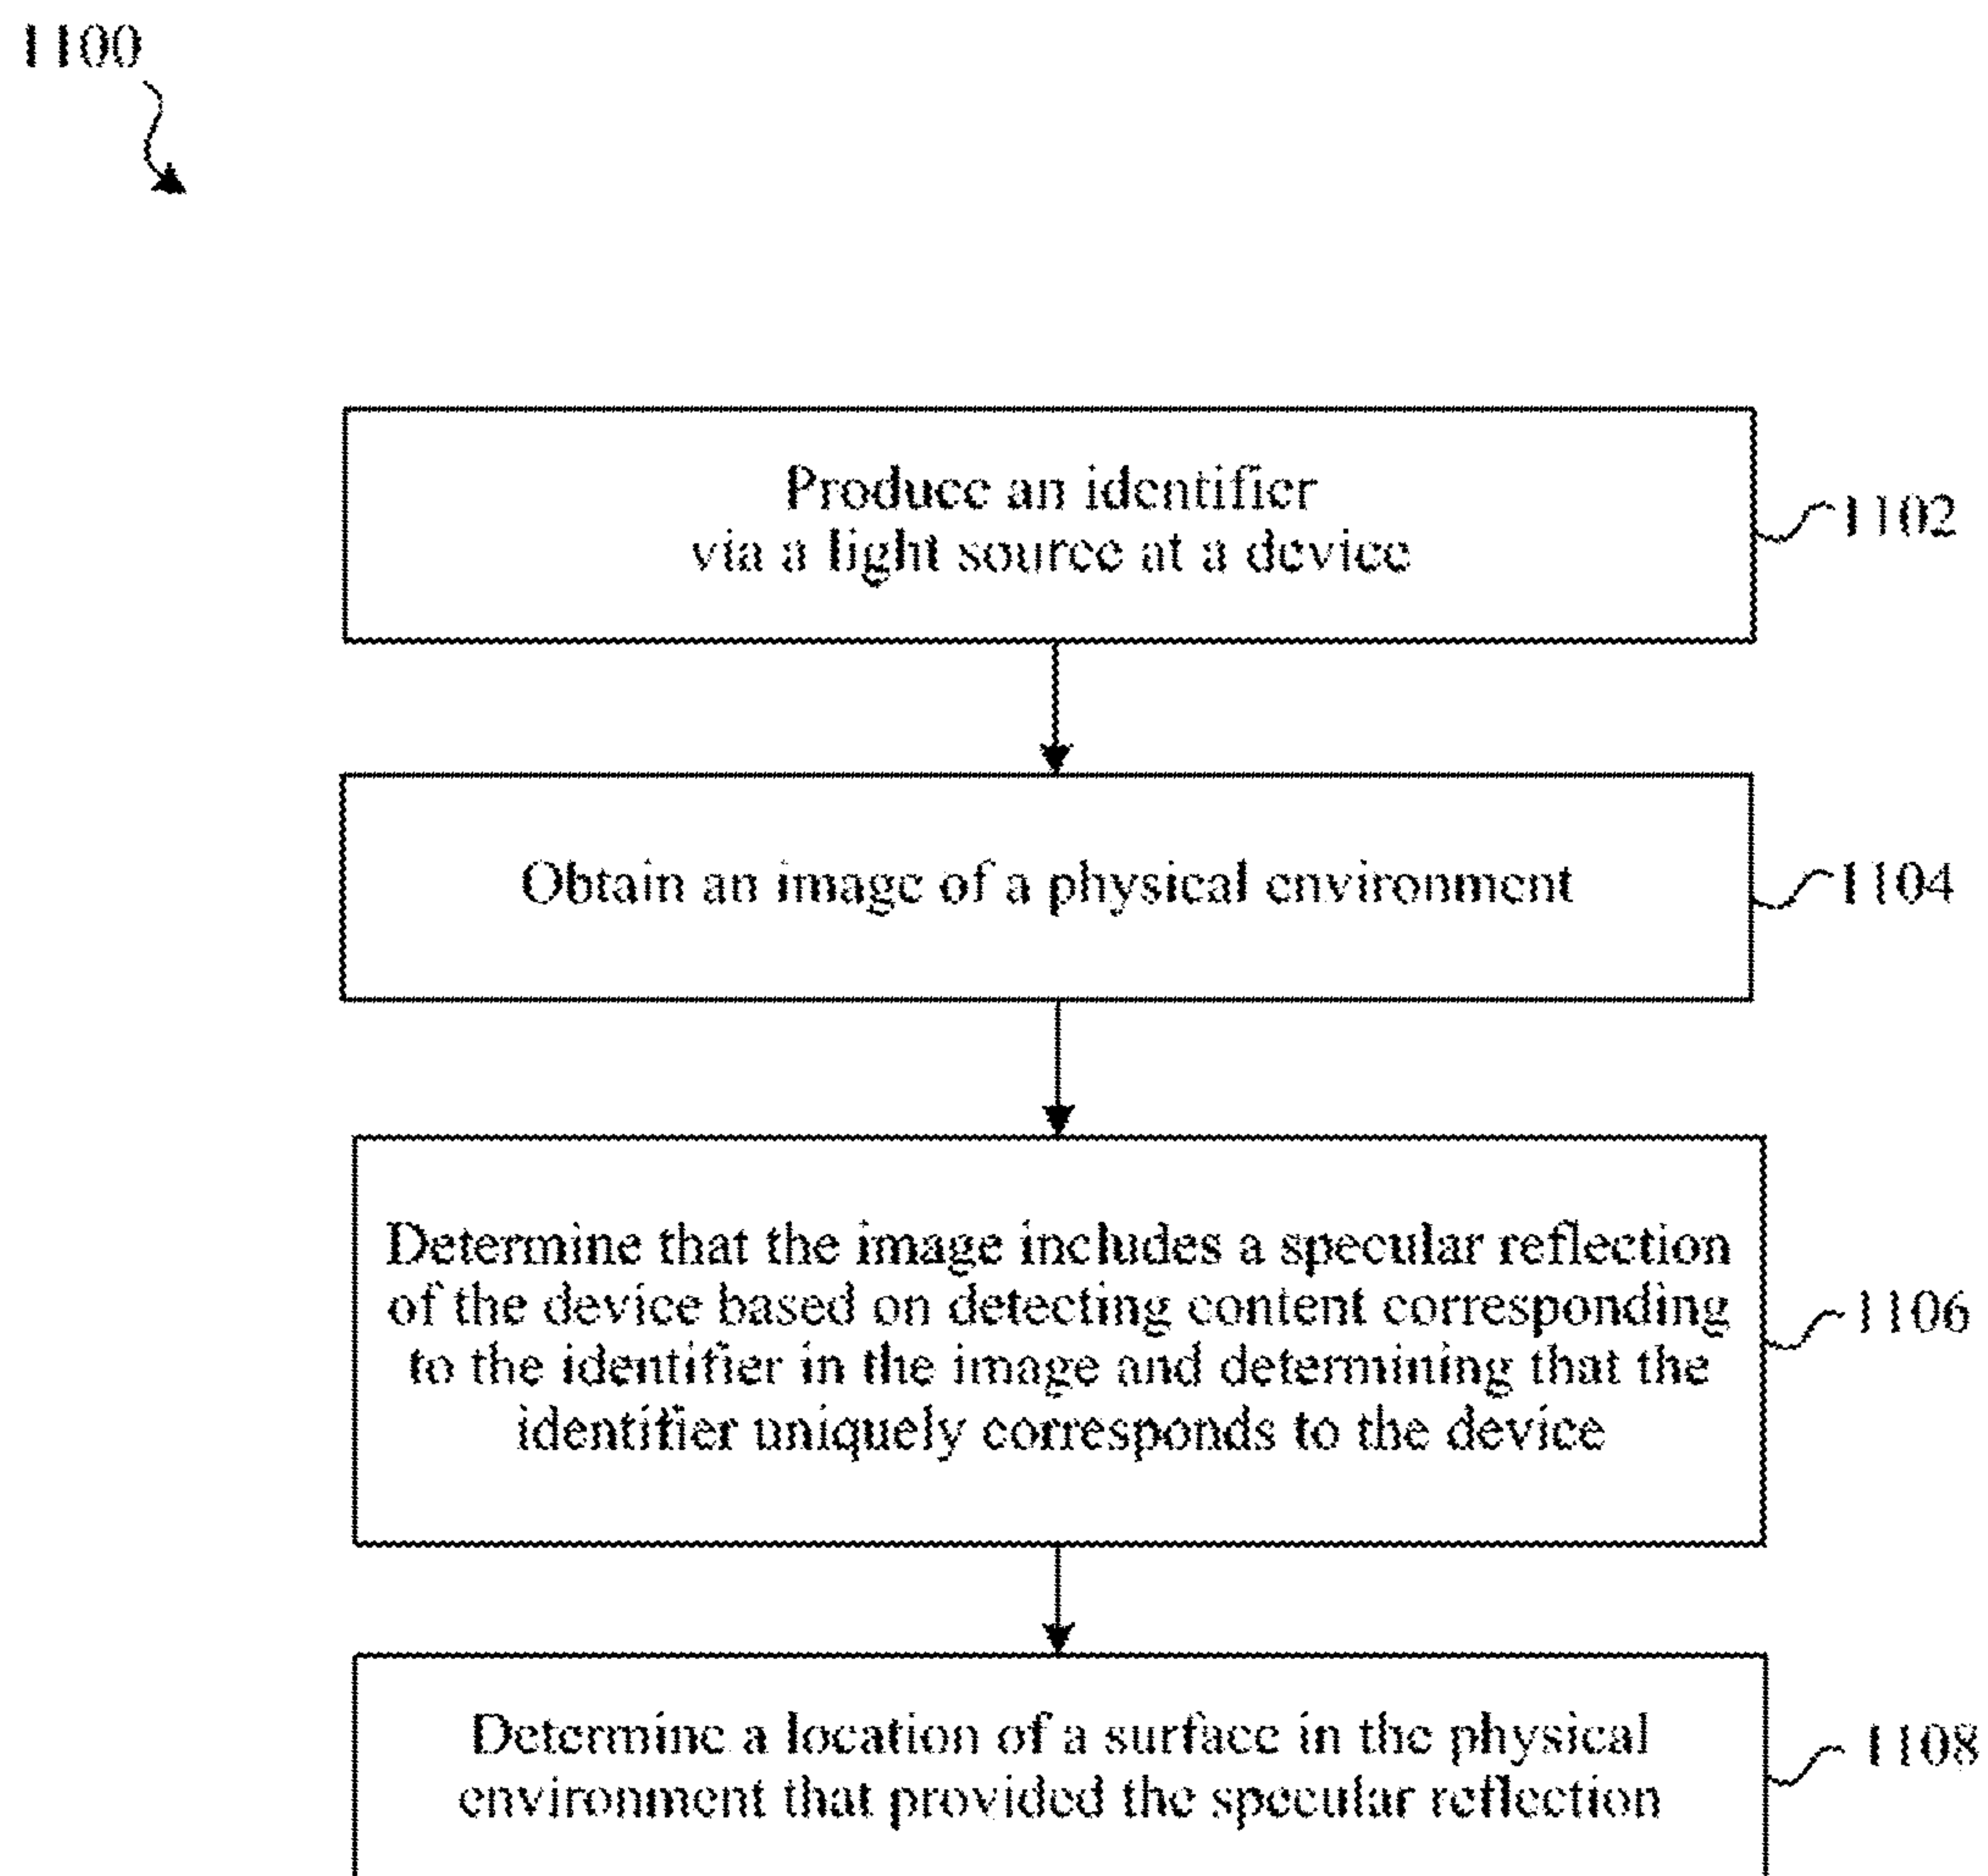 1100
Produce an identifier
via a light source at a device
1102
Obtain an image of a physical environment
1104
Determine that the image includes a specular reflection
of the device based on detecting content corresponding
to the identifier in the image and determining that the
identifier uniquely corresponds to the device
1106
Determine a location of a surface in the physical
environment that provided the specular reflection
1108